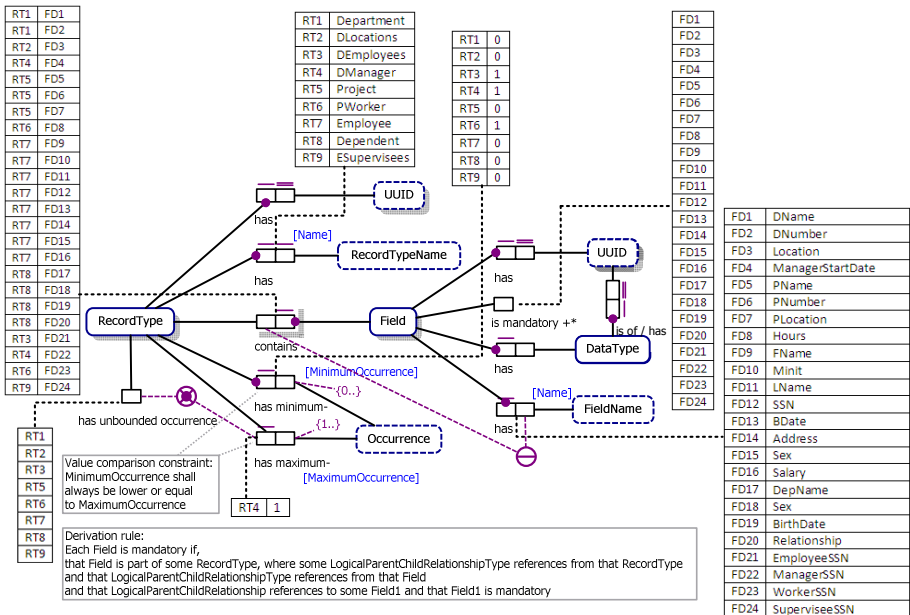 RT1 FD1
RT1 FD2
RT2 FD3
RT4 FD4
RT5 FD5
RT5 FD6
RT5 FD7
RT6 FD8
RT7 FD9
RT7 FD10
RT7 FD11
RT7 FD12
RT7 FD13
RT7 FD14
RT7 FD15
RT7 FD16
RT8 FD17
RT8 FD18
RT8 FD19
RT8 FD20
RT3 FD21
RT4 FD22
RT6 FD23
RT9 FD24
RT1 Department
RT2 DLocations
RT3 DEmployees
RT4 DManager
RT5 Project
RT6 PWorker
RT7 Employee
RT8 Dependent
RT9 ESupervisees
RT1 0
RT2 0
RT3 1
RT4 1
RT5 0
RT6 1
RT7 0
RT8 0
RT9 0
FD1
FD2
FD3
FD4
FD5
FD6
FD7
FD8
FD9
FD10
FD11
FD12
FD13
FD14
FD15
FD16
FD17
FD18
FD19
FD20
FD21
FD22
FD23
FD24
FD1 DName
FD2 DNumber
FD3 Location
FD4 ManagerStartDate
FD5 PName
FD6 PNumber
FD7 PLocation
FD8 Hours
FD9 FName
FD10 Minit
FD11 LName
FD12 SSN
FD13 BDate
FD14 Address
FD15 Sex
FD16 Salary
FD17 DepName
FD18 Sex
FD19 BirthDate
FD20 Relationship
FD21 EmployeeSSN
FD22 ManagerSSN
FD23 WorkerSSN
FD24 SuperviseeSSN
UUID
has
[Name]
RecordTypeName
has
RecordType
contains
Field
UUID
has
is mandatory +*
is of / has
DataType
has
[Name]
FieldName
has
[MinimumOccurrence]
{0..}
has minimum-
has unbounded occurrence
{1..}
Occurrence
has maximum-
[MaximumOccurrence]
RT1
RT2
RT3
RT5
RT6
RT7
RT8
RT9
Value comparison constraint:
MinimumOccurrence shall
always be lower or equal
to MaximumOccurrence
RT4 1
Derivation rule:
Each Field is mandatory if,
that Field is part of some RecordType, where some LogicalParentChildRelationshipType references from that RecordType
and that LogicalParentChildRelationshipType references from that Field
and that LogicalParentChildRelationship references to some Field1 and that Field1 is mandatory